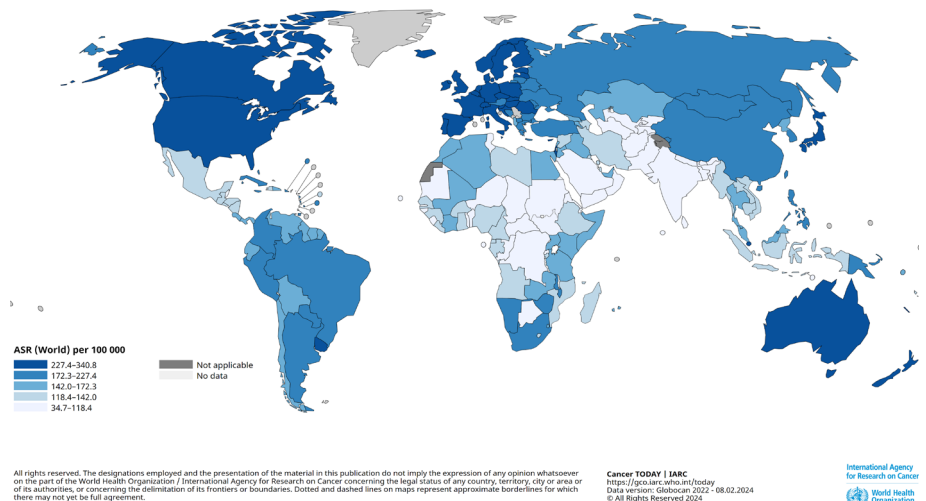 ASR (World) per 100 000
227.4–340.8
172.3–227.4
142.0–172.3
118.4–142.0
34.7–118.4
Not applicable
No data
All rights reserved. The designations employed and the presentation of the material in this publication do not imply the expression of any opinion whatsoever
on the part of the World Health Organization / International Agency for Research on Cancer concerning the legal status of any country, territory, city or area or
of its authorities, or concerning the delimitation of its frontiers or boundaries. Dotted and dashed lines on maps represent approximate borderlines for which
there may not yet be full agreement.
Cancer TODAY | IARC
https://gco.iarc.who.int/today
Data version: Globocan 2022 - 08.02.2024
© All Rights Reserved 2024
International Agency
for Research on Cancer
World Health
Organization